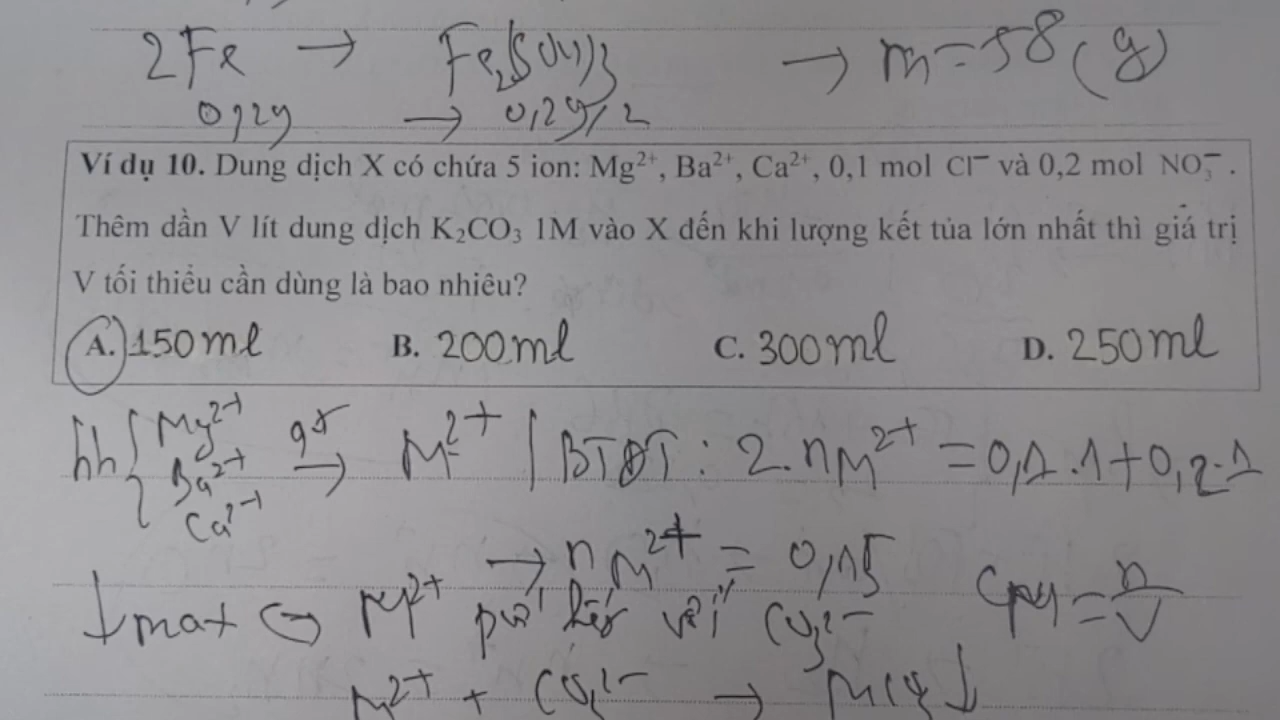 2Fe → Fe₂(SO₄)₃ → m = 58 (g)
0,2y → 0,2y/2
Ví dụ 10. Dung dịch X có chứa 5 ion: Mg²⁺, Ba²⁺, Ca²⁺, 0,1 mol Cl⁻ và 0,2 mol NO₃⁻.
Thêm dần V lít dung dịch K₂CO₃ 1M vào X đến khi lượng kết tủa lớn nhất thì giá trị
V tối thiểu cần dùng là bao nhiêu?
A. 150ml B. 200ml C. 300ml D. 250ml
hh { Mg²⁺ Ba²⁺ Ca²⁺ → M²⁺ | BTĐT: 2.nM²⁺ = 0,1.1+0,2.1
→ nM²⁺ = 0,15
↓max M²⁺ pứ hết với CO₃²⁻ CM = n/V
M²⁺ + CO₃²⁻ → MCO₃↓